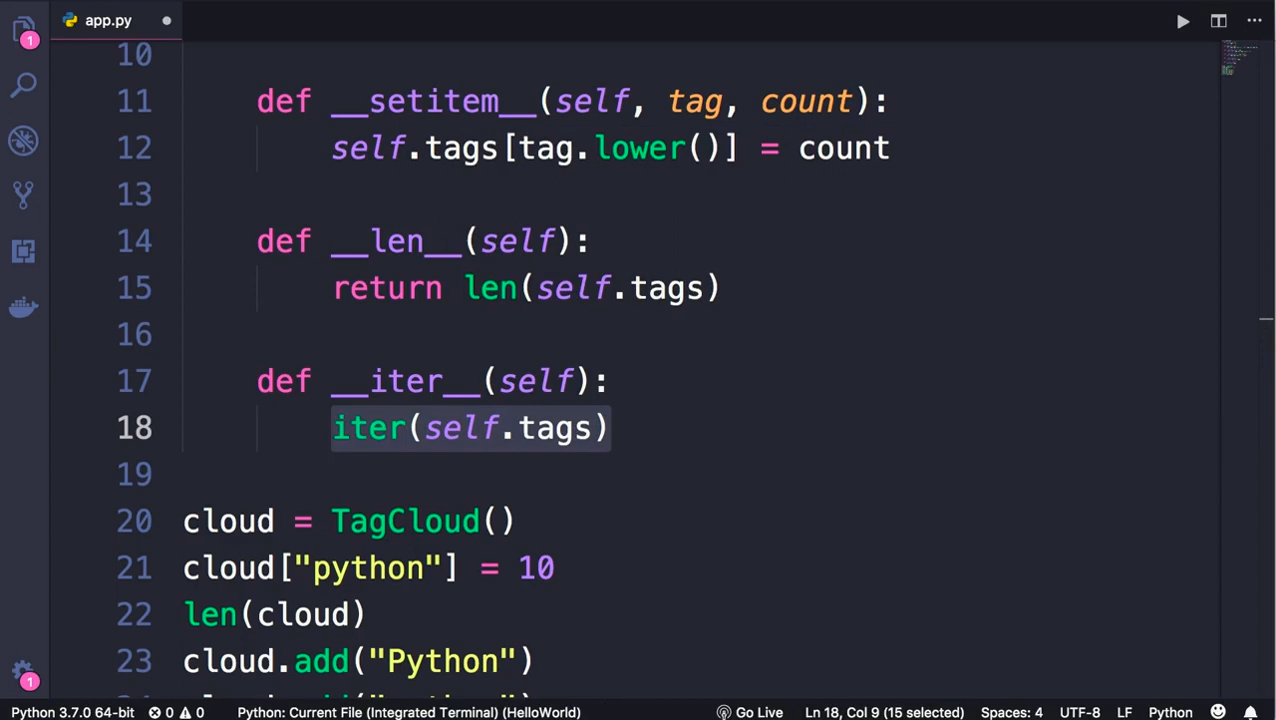 app.py
1
10
11 def __setitem__(self, tag, count):
12 self.tags[tag.lower()] = count
13
14 def __len__(self):
15 return len(self.tags)
16
17 def __iter__(self):
18 iter(self.tags)
19
20 cloud = TagCloud()
21 cloud["python"] = 10
22 len(cloud)
23 cloud.add("Python")
1
Python 3.7.0 64-bit 0 0 Python: Current File (Integrated Terminal) (HelloWorld) Go Live Ln 18, Col 9 (15 selected) Spaces: 4 UTF-8 LF Python